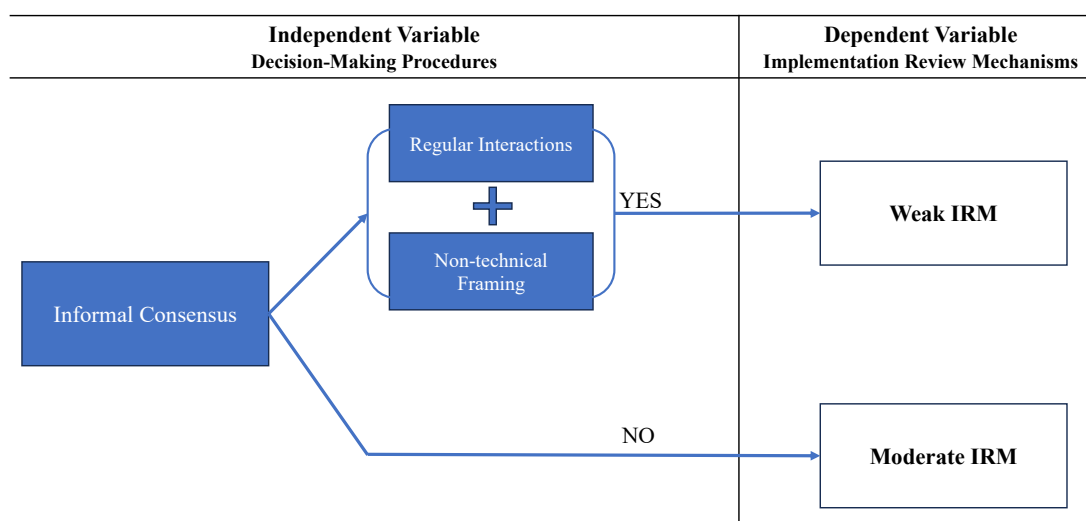 Independent Variable
Decision-Making Procedures
Dependent Variable
Implementation Review Mechanisms
Regular Interactions
YES
Weak IRM
Non-technical
Framing
Informal Consensus
NO
Moderate IRM